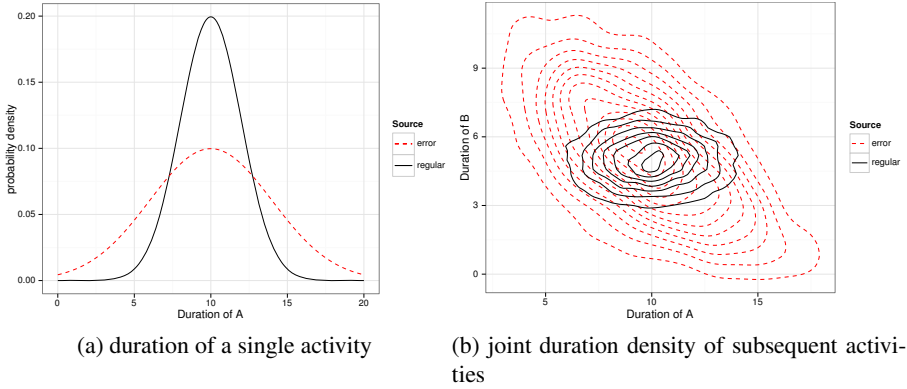 0.20
0.15
0.10
0.05
0.00
probability density
0 5 10 15 20
Duration of A
Source
error
regular
(a) duration of a single activity
9
6
3
0
Duration of B
5 10 15
Duration of A
Source
error
regular
(b) joint duration density of subsequent activi-
ties